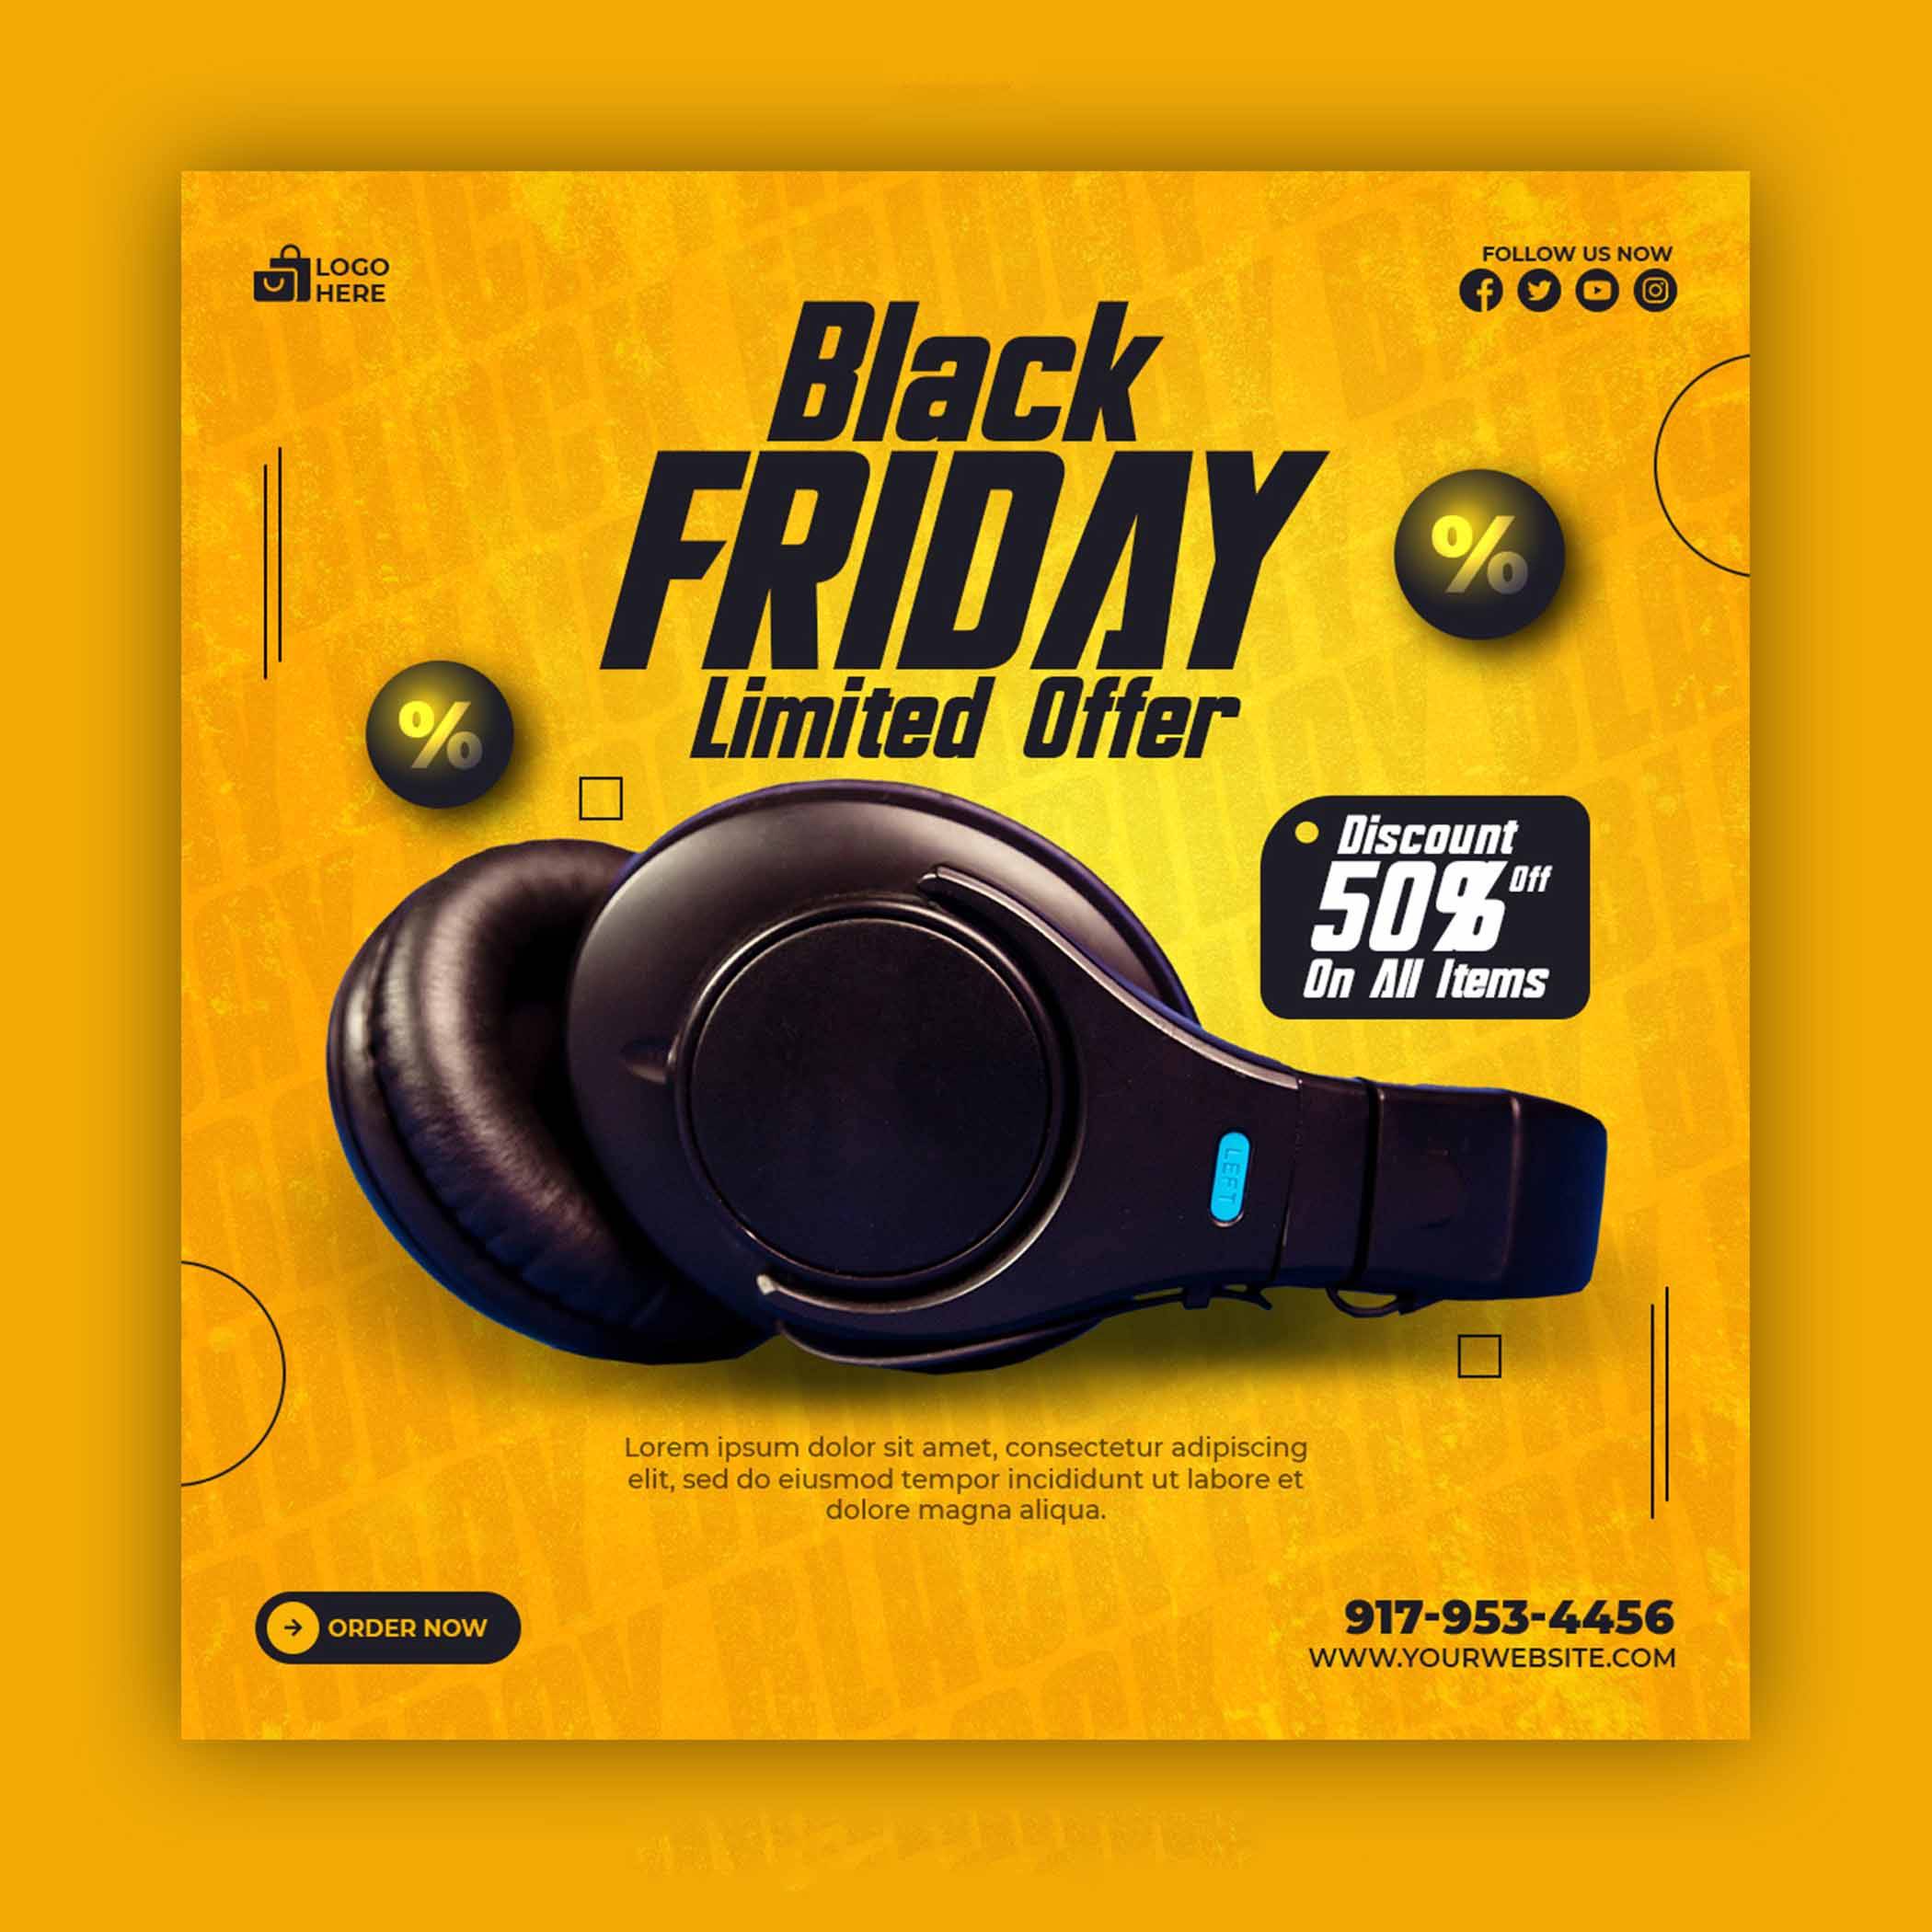 LOGO
HERE
FOLLOW US NOW
Black
FRIDAY
Limited Offer
%
%
Discount
50% Off
On All Items
LEFT
Lorem ipsum dolor sit amet, consectetur adipiscing
elit, sed do eiusmod tempor incididunt ut labore et
dolore magna aliqua.
ORDER NOW
917-953-4456
WWW.YOURWEBSITE.COM